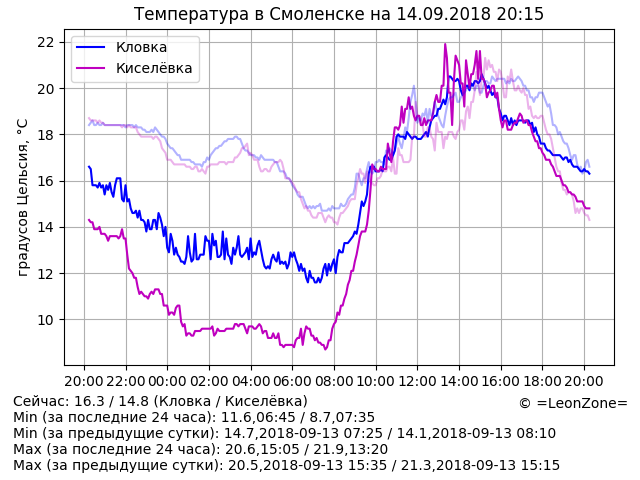 Температура в Смоленске на 14.09.2018 20:15
Кловка
Киселёвка
градусов Цельсия, °C
22
20
18
16
14
12
10
20:00 22:00 00:00 02:00 04:00 06:00 08:00 10:00 12:00 14:00 16:00 18:00 20:00
Сейчас: 16.3 / 14.8 (Кловка / Киселёвка)
© =LeonZone=
Min (за последние 24 часа): 11.6,06:45 / 8.7,07:35
Min (за предыдущие сутки): 14.7,2018-09-13 07:25 / 14.1,2018-09-13 08:10
Max (за последние 24 часа): 20.6,15:05 / 21.9,13:20
Max (за предыдущие сутки): 20.5,2018-09-13 15:35 / 21.3,2018-09-13 15:15